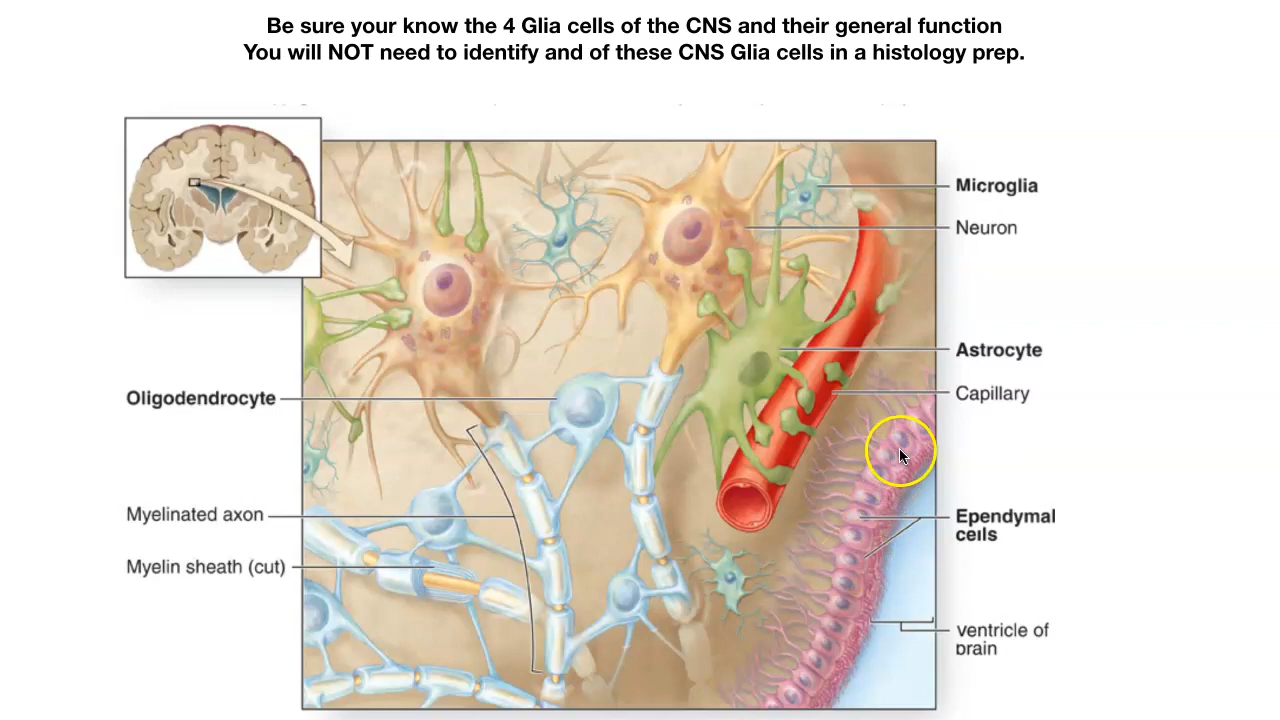 Be sure your know the 4 Glia cells of the CNS and their general function
You will NOT need to identify and of these CNS Glia cells in a histology prep.
Microglia
Neuron
Astrocyte
Oligodendrocyte
Capillary
Myelinated axon
Ependymal
cells
Myelin sheath (cut)
ventricle of
brain